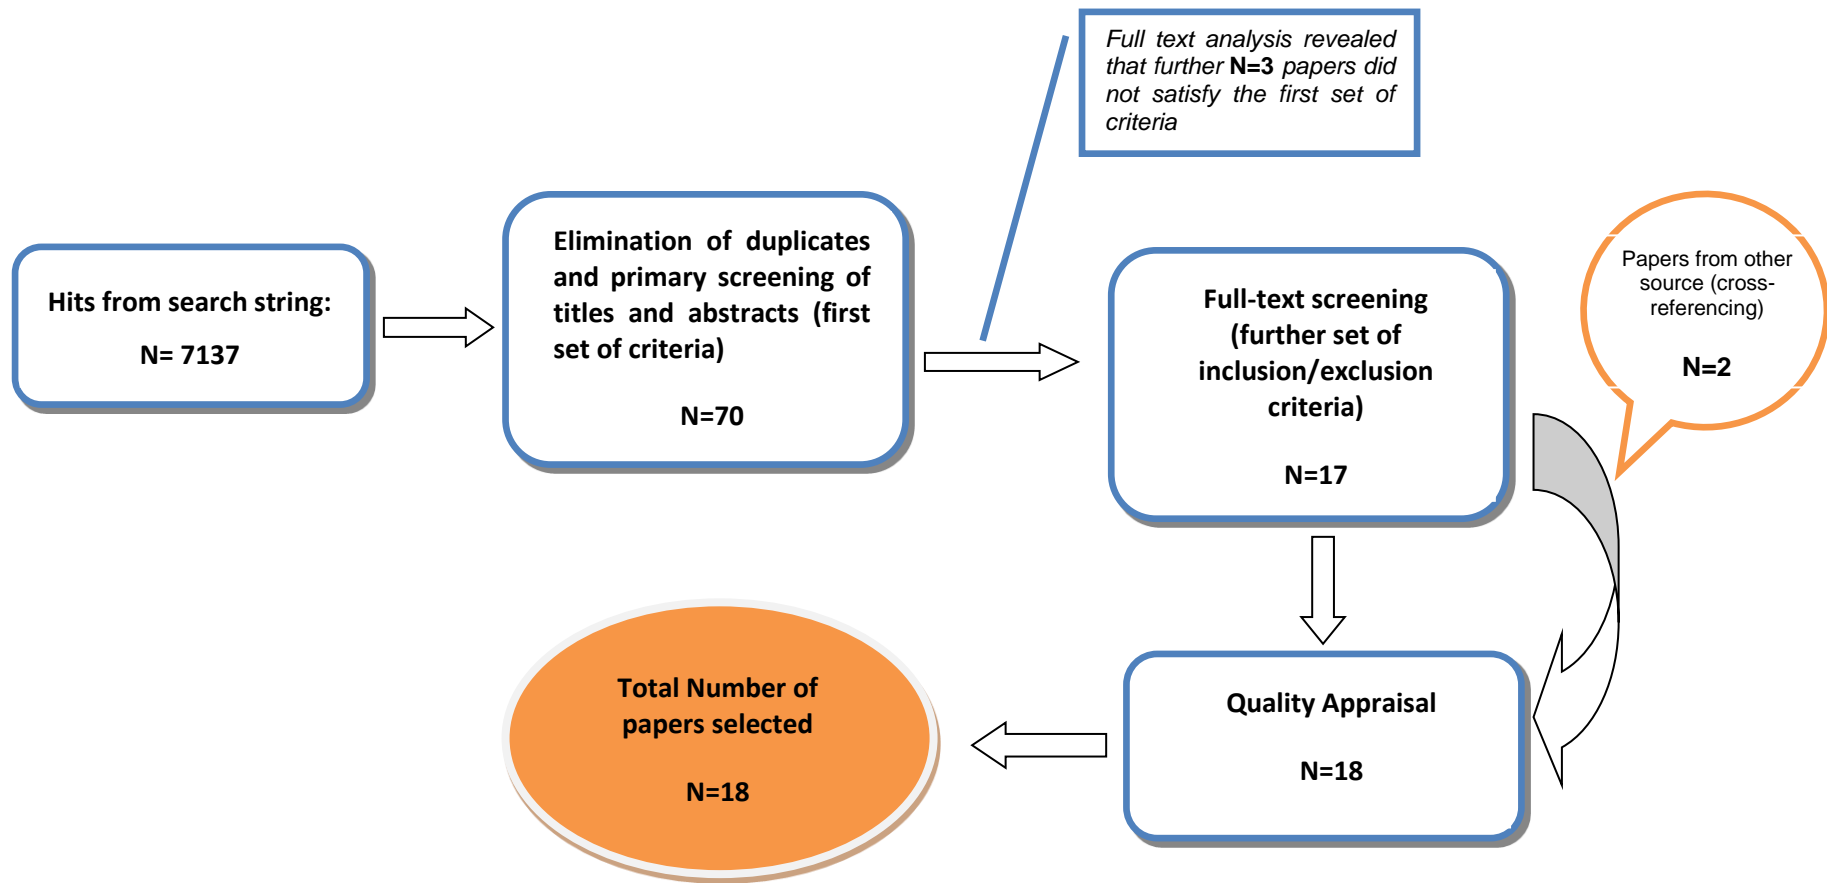 Full text analysis revealed
that further N=3 papers did
not satisfy the first set of
criteria
Hits from search string:
N= 7137
Elimination of duplicates
and primary screening of
titles and abstracts (first
set of criteria)
N=70
Full-text screening
(further set of
inclusion/exclusion
criteria)
N=17
Papers from other
source (cross-
referencing)
N=2
Quality Appraisal
N=18
Total Number of
papers selected
N=18